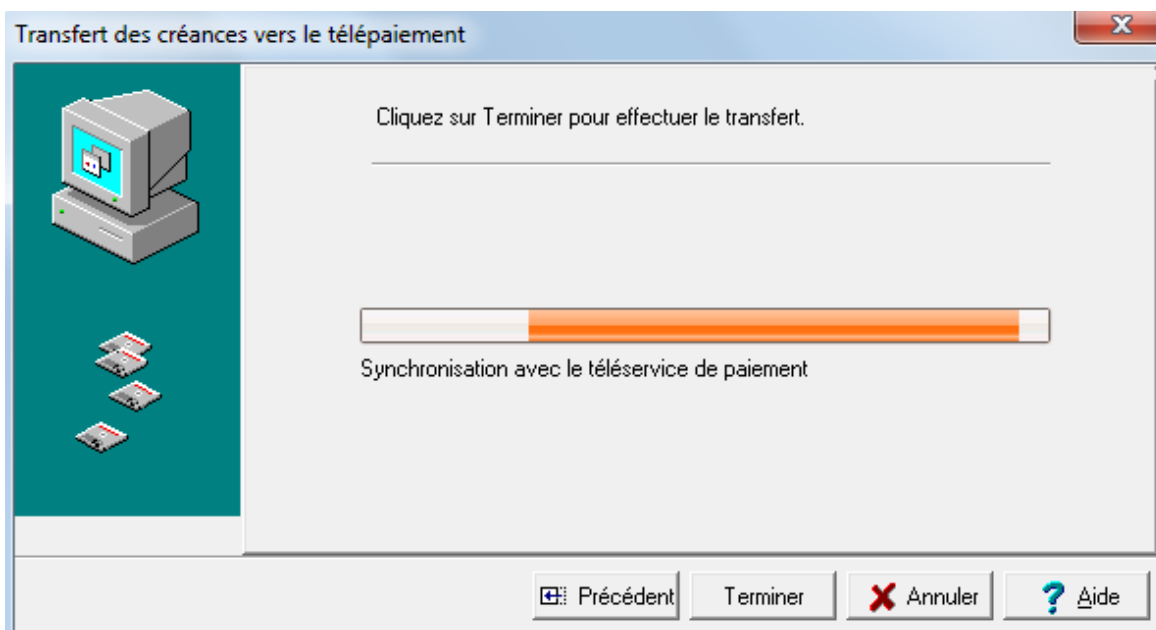 Transfert des créances vers le télépaiement
Cliquez sur Terminer pour effectuer le transfert.
Synchronisation avec le téléservice de paiement
Précédent Terminer Annuler Aide